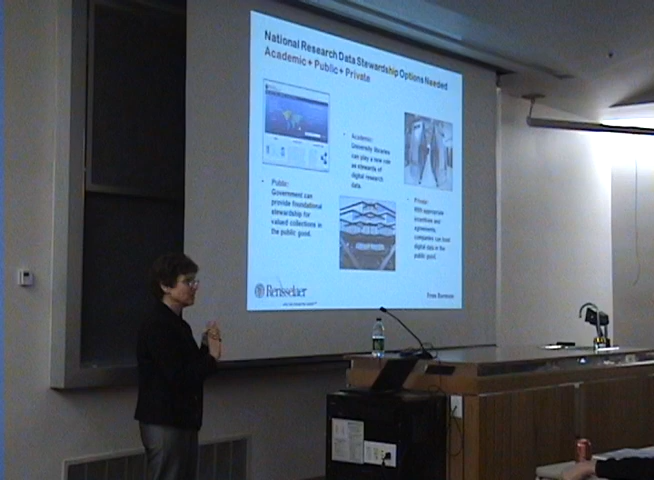 National Research Data Stewardship Options Needed
Academic + Public + Private
• Public:
Government can
provide foundational
stewardship for
valued collections in
the public good.
• Academic:
University libraries
can play a new role
as stewards of
digital research
data.
• Private:
With appropriate
incentives and
agreements,
companies can host
digital data in the
public good.
Rensselaer
Fran Berman